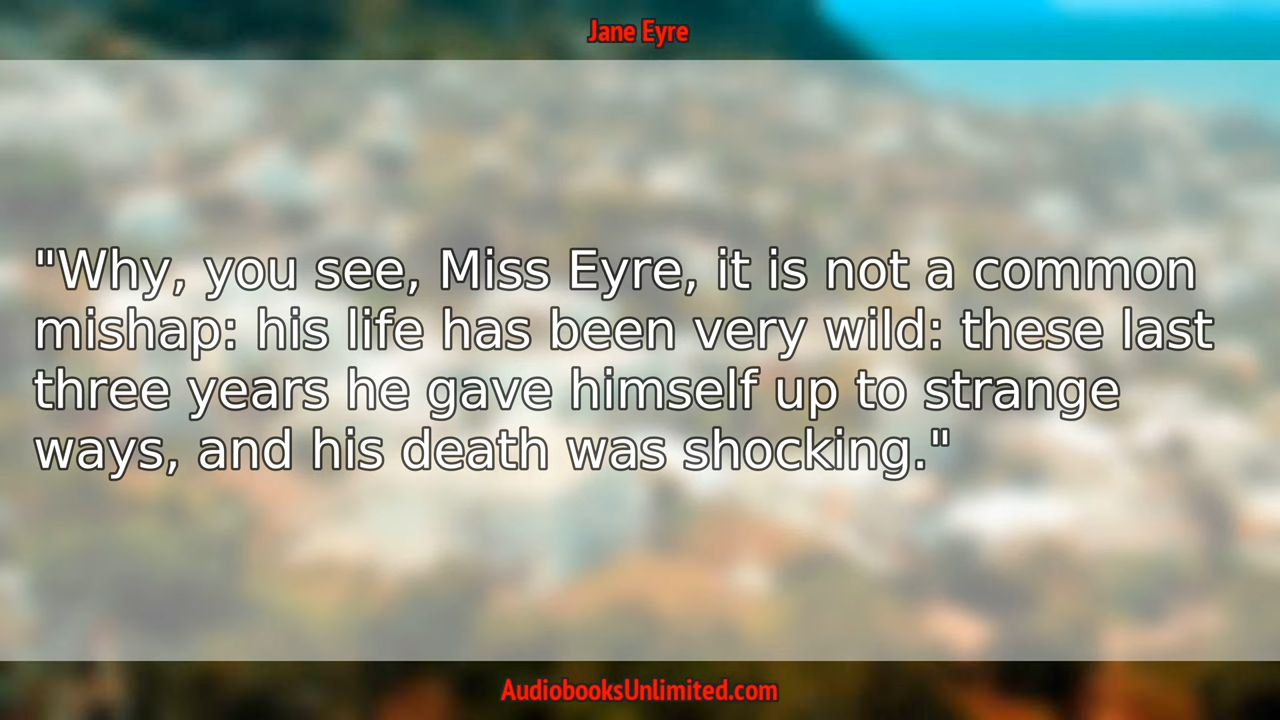 Jane Eyre
"Why, you see, Miss Eyre, it is not a common
mishap: his life has been very wild: these last
three years he gave himself up to strange
ways, and his death was shocking."
AudiobooksUnlimited.com